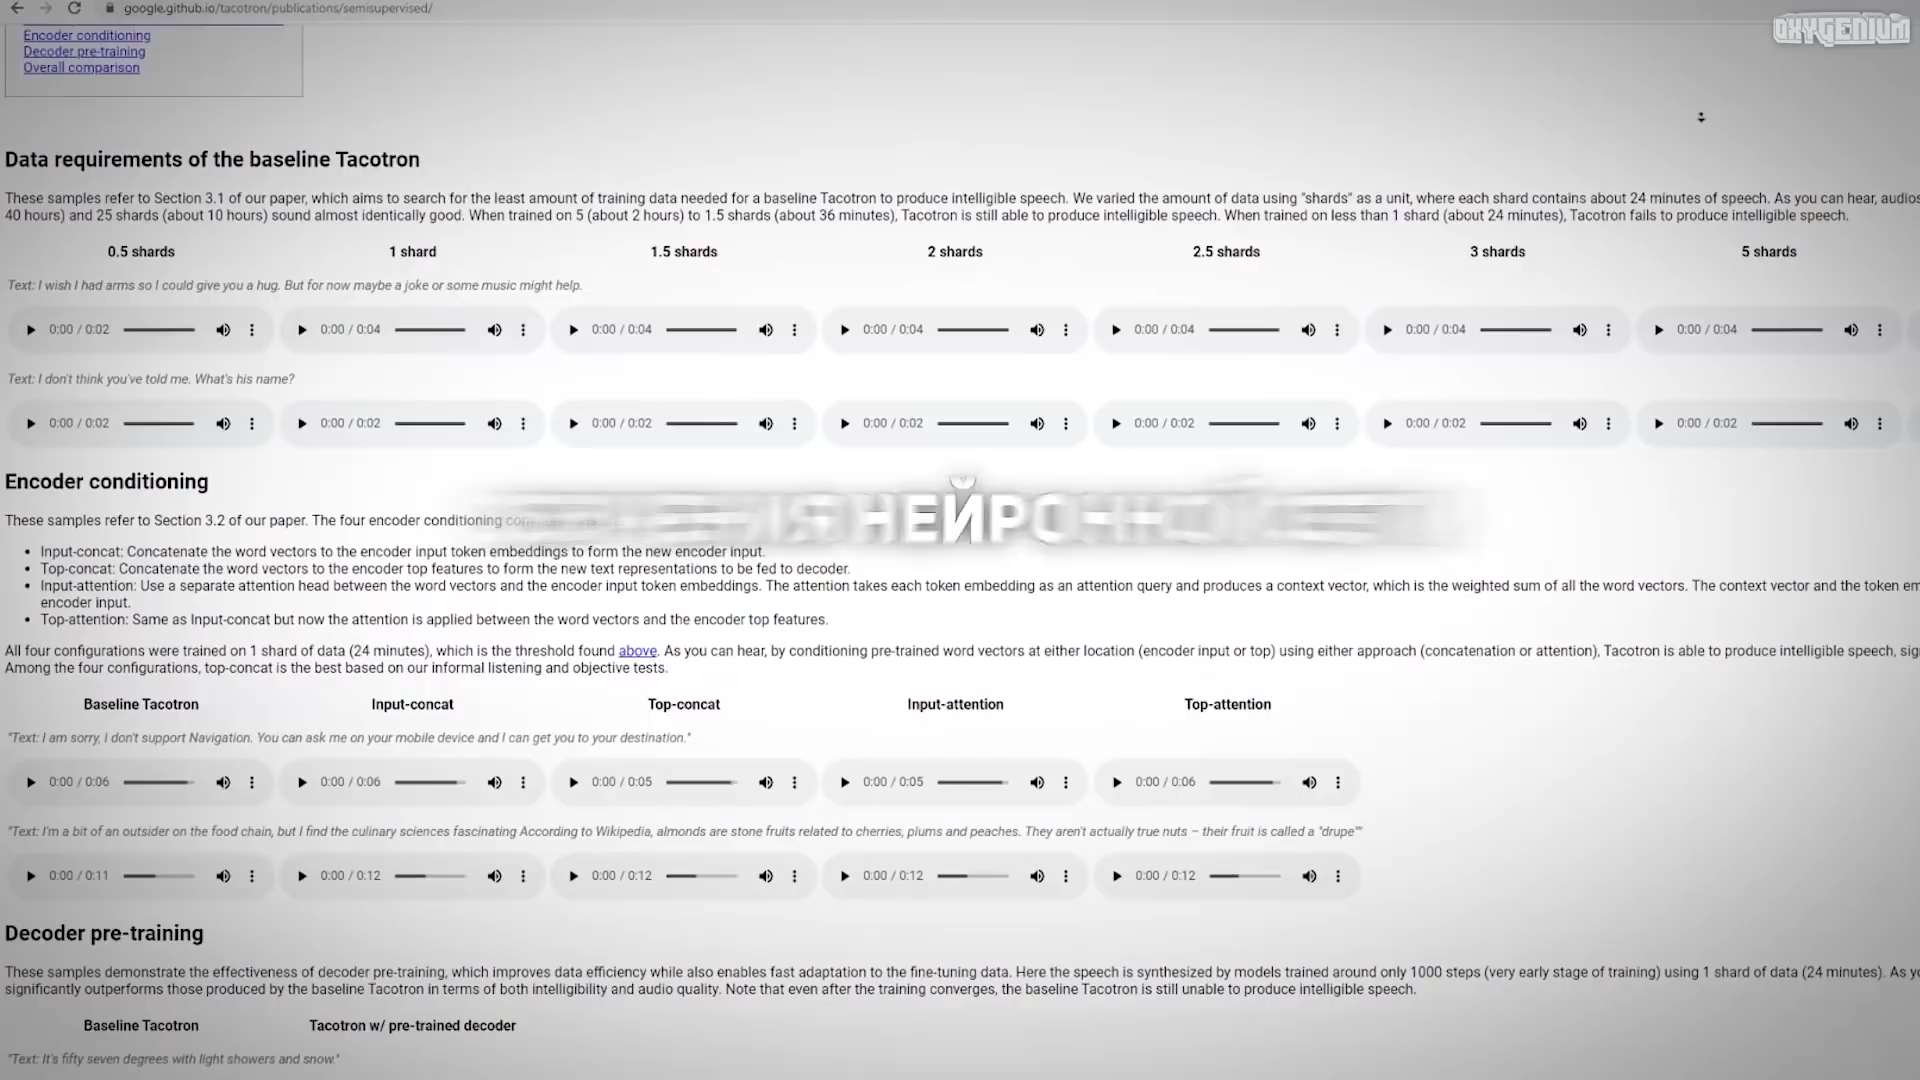 google.github.io/tacotron/publications/semisupervised/
OXYGENIUM
Encoder conditioning
Decoder pre-training
Overall comparison
Data requirements of the baseline Tacotron
These samples refer to Section 3.1 of our paper, which aims to search for the least amount of training data needed for a baseline Tacotron to produce intelligible speech. We varied the amount of data using "shards" as a unit, where each shard contains about 24 minutes of speech. As you can hear, audios
40 hours) and 25 shards (about 10 hours) sound almost identically good. When trained on 5 (about 2 hours) to 1.5 shards (about 36 minutes), Tacotron is still able to produce intelligible speech. When trained on less than 1 shard (about 24 minutes), Tacotron fails to produce intelligible speech.
0.5 shards 1 shard 1.5 shards 2 shards 2.5 shards 3 shards 5 shards
Text: I wish I had arms so I could give you a hug. But for now maybe a joke or some music might help.
0:00 / 0:02 0:00 / 0:04 0:00 / 0:04 0:00 / 0:04 0:00 / 0:04 0:00 / 0:04 0:00 / 0:04
Text: I don't think you've told me. What's his name?
0:00 / 0:02 0:00 / 0:02 0:00 / 0:02 0:00 / 0:02 0:00 / 0:02 0:00 / 0:02 0:00 / 0:02
Encoder conditioning
These samples refer to Section 3.2 of our paper. The four encoder conditioning
Input-concat: Concatenate the word vectors to the encoder input token embeddings to form the new encoder input.
Top-concat: Concatenate the word vectors to the encoder top features to form the new text representations to be fed to decoder.
Input-attention: Use a separate attention head between the word vectors and the encoder input token embeddings. The attention takes each token embedding as an attention query and produces a context vector, which is the weighted sum of all the word vectors. The context vector and the token em
encoder input.
Top-attention: Same as Input-concat but now the attention is applied between the word vectors and the encoder top features.
All four configurations were trained on 1 shard of data (24 minutes), which is the threshold found above. As you can hear, by conditioning pre-trained word vectors at either location (encoder input or top) using either approach (concatenation or attention), Tacotron is able to produce intelligible speech, sig
Among the four configurations, top-concat is the best based on our informal listening and objective tests.
Baseline Tacotron Input-concat Top-concat Input-attention Top-attention
"Text: I am sorry, I don't support Navigation. You can ask me on your mobile device and I can get you to your destination."
0:00 / 0:06 0:00 / 0:06 0:00 / 0:05 0:00 / 0:05 0:00 / 0:06
"Text: I'm a bit of an outsider on the food chain, but I find the culinary sciences fascinating According to Wikipedia, almonds are stone fruits related to cherries, plums and peaches. They aren't actually true nuts – their fruit is called a "drupe""
0:00 / 0:11 0:00 / 0:12 0:00 / 0:12 0:00 / 0:12 0:00 / 0:12
Decoder pre-training
These samples demonstrate the effectiveness of decoder pre-training, which improves data efficiency while also enables fast adaptation to the fine-tuning data. Here the speech is synthesized by models trained around only 1000 steps (very early stage of training) using 1 shard of data (24 minutes). As yo
significantly outperforms those produced by the baseline Tacotron in terms of both intelligibility and audio quality. Note that even after the training converges, the baseline Tacotron is still unable to produce intelligible speech.
Baseline Tacotron Tacotron w/ pre-trained decoder
"Text: It's fifty seven degrees with light showers and snow."